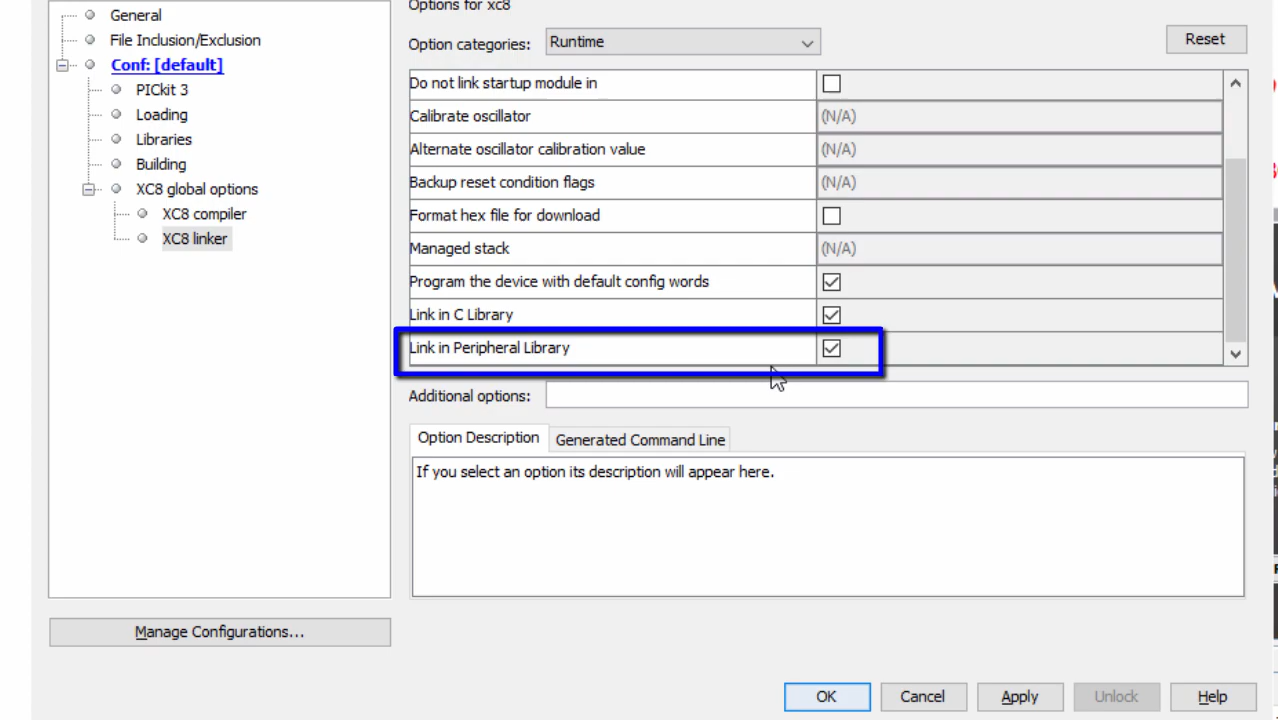 General
File Inclusion/Exclusion
Conf: [default]
PICkit 3
Loading
Libraries
Building
XC8 global options
XC8 compiler
XC8 linker
Manage Configurations...
Options for xc8
Option categories: Runtime
Reset
Do not link startup module in
Calibrate oscillator (N/A)
Alternate oscillator calibration value (N/A)
Backup reset condition flags (N/A)
Format hex file for download
Managed stack (N/A)
Program the device with default config words
Link in C Library
Link in Peripheral Library
Additional options:
Option Description Generated Command Line
If you select an option its description will appear here.
OK Cancel Apply Unlock Help